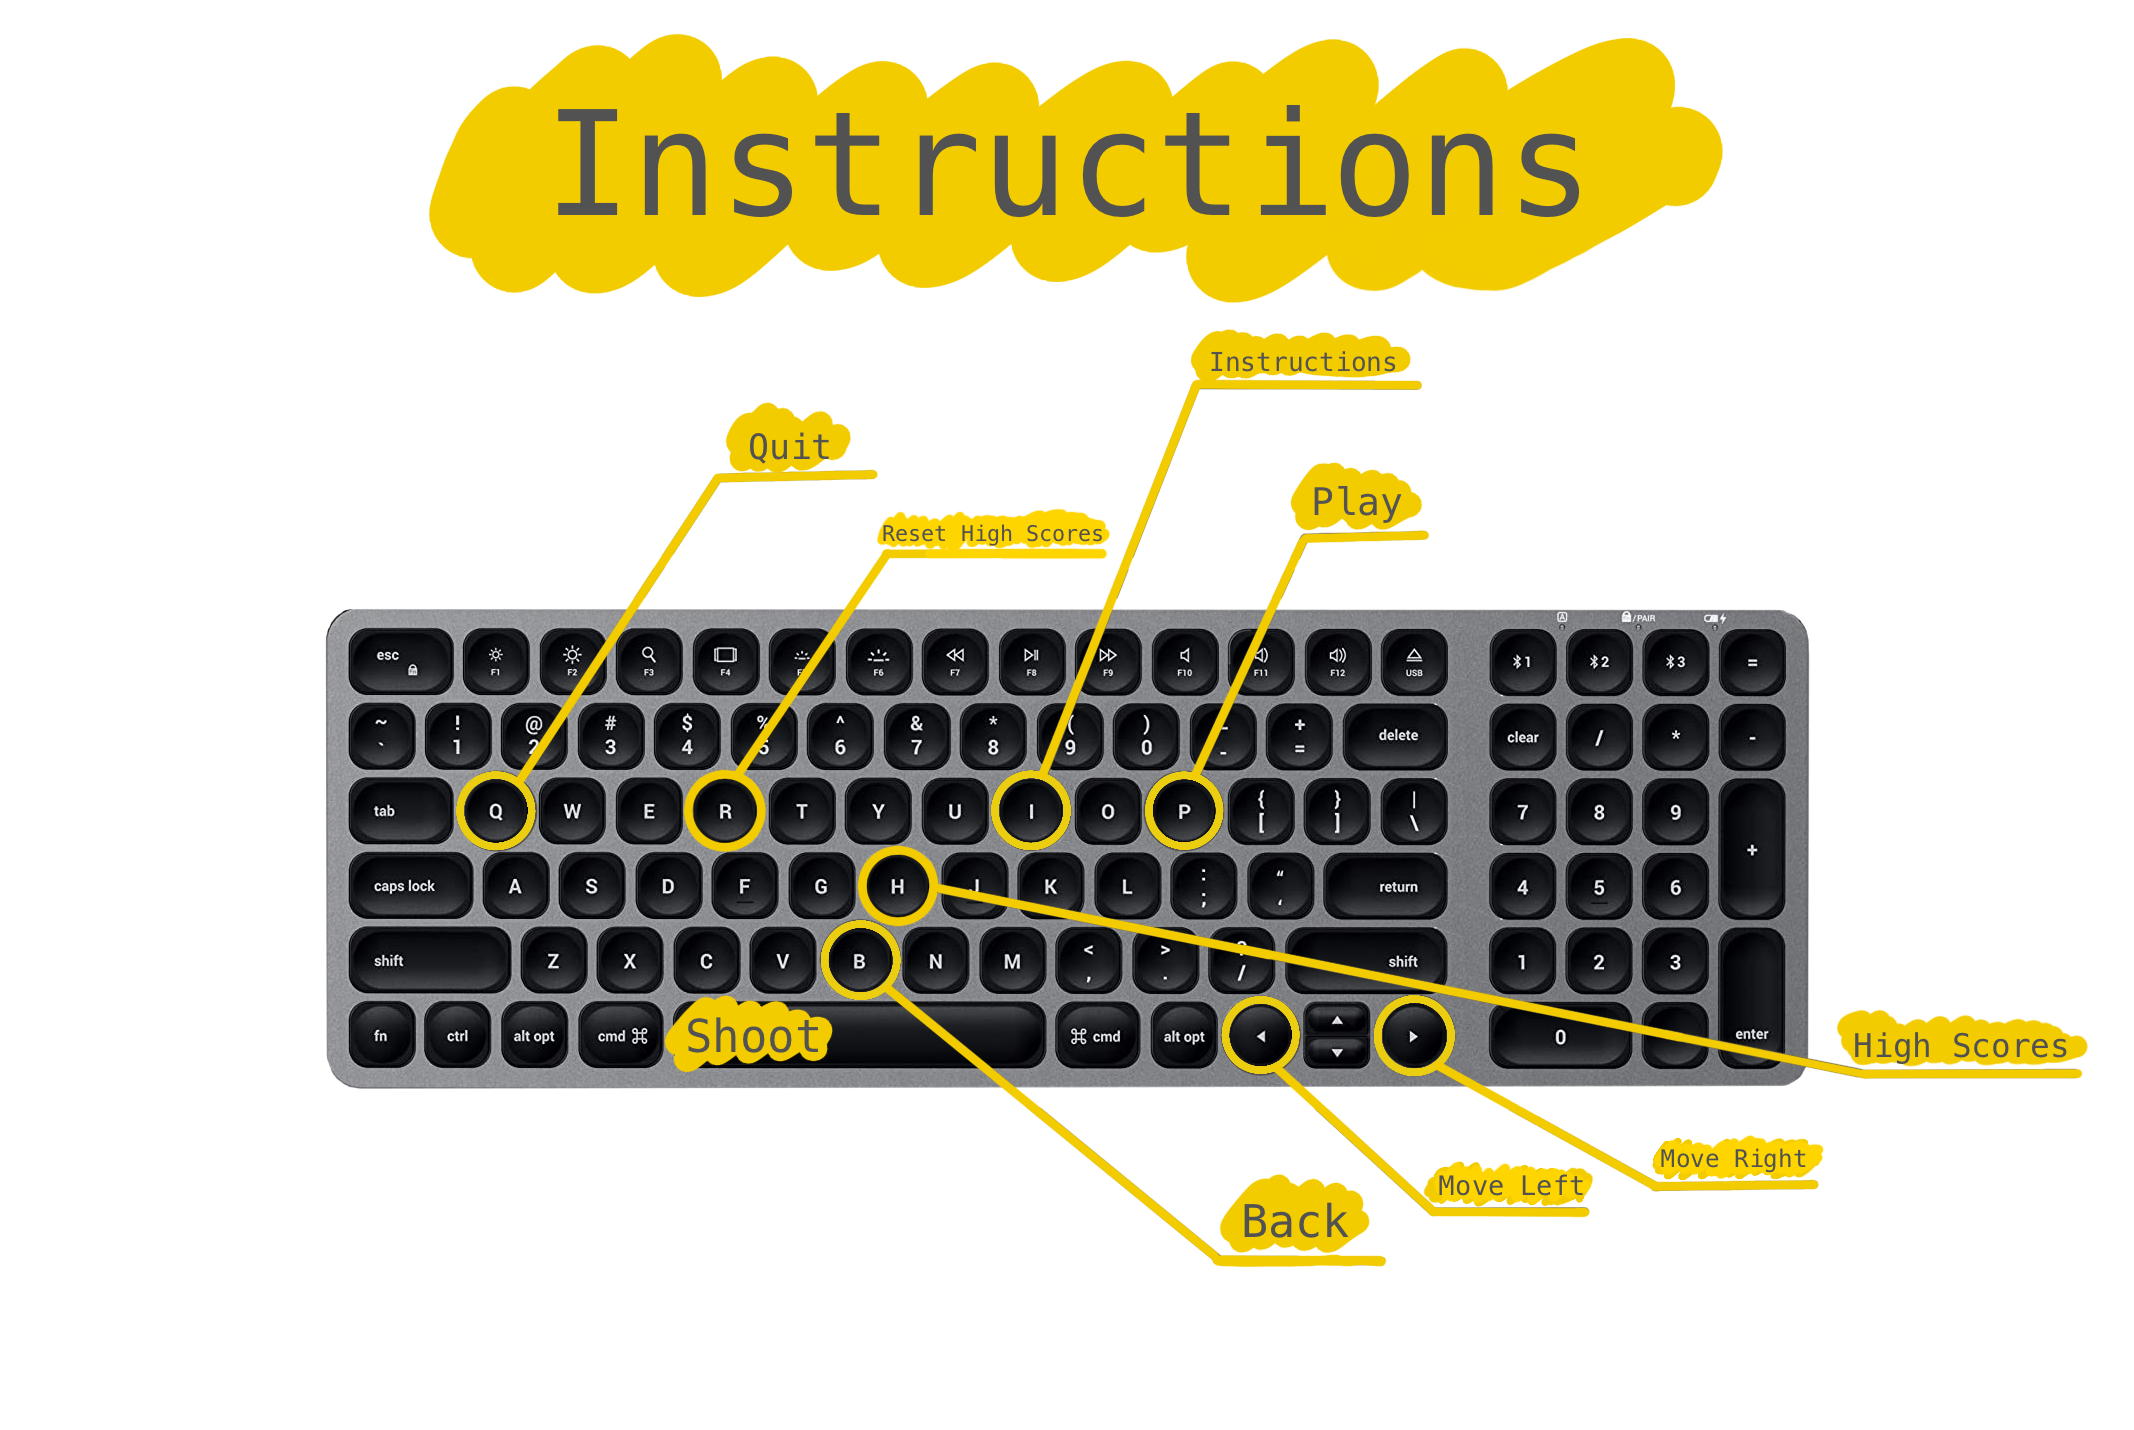 Instructions
Instructions
Quit
Play
Reset High Scores
A /PAIR
esc F1 F2 F3 F4 F6 F7 F8 F9 F10 F11 F12 USB 1 2 3 =
~ ! @ # $ % ^ & * ( ) _ + delete clear / * -
` 1 2 3 4 5 6 7 8 9 0 - =
tab Q W E R T Y U I O P { [ } ] | \ 7 8 9 +
caps lock A S D F G H J K L : ; “ ‘ return 4 5 6
shift Z X C V B N M < , > . ? / shift 1 2 3 enter
fn ctrl alt opt cmd ⌘ Shoot ⌘ cmd alt opt ◀ ▲ ▼ ▶ 0
High Scores
Move Right
Move Left
Back